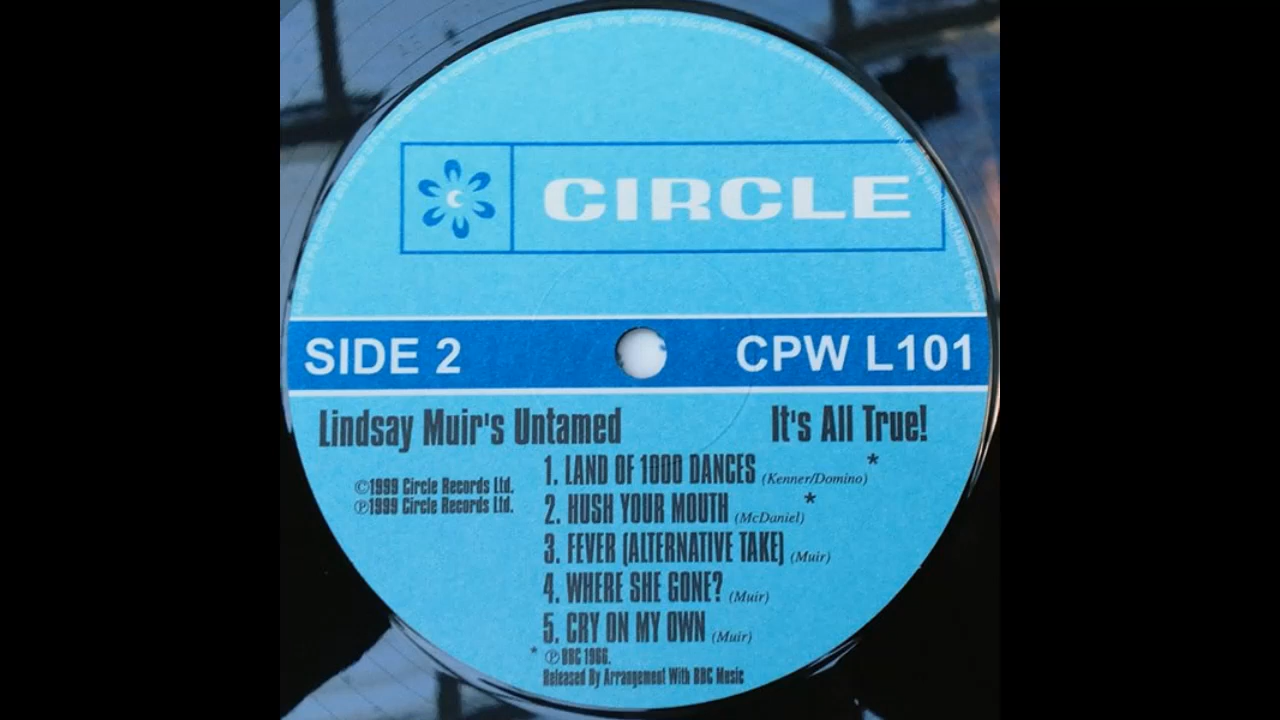 CIRCLE
SIDE 2 CPW L101
Lindsay Muir's Untamed It's All True!
1. LAND OF 1000 DANCES (Kenner/Domino) *
©1999 Circle Records Ltd.
℗1999 Circle Records Ltd.
2. HUSH YOUR MOUTH (McDaniel) *
3. FEVER (ALTERNATIVE TAKE) (Muir)
4. WHERE SHE GONE? (Muir)
5. CRY ON MY OWN (Muir)
* ℗ BBC 1966.
Released By Arrangement With BBC Music